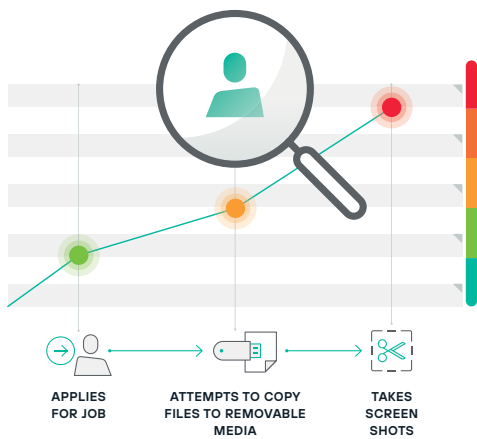 APPLIES
FOR JOB
ATTEMPTS TO COPY
FILES TO REMOVABLE
MEDIA
TAKES
SCREEN
SHOTS